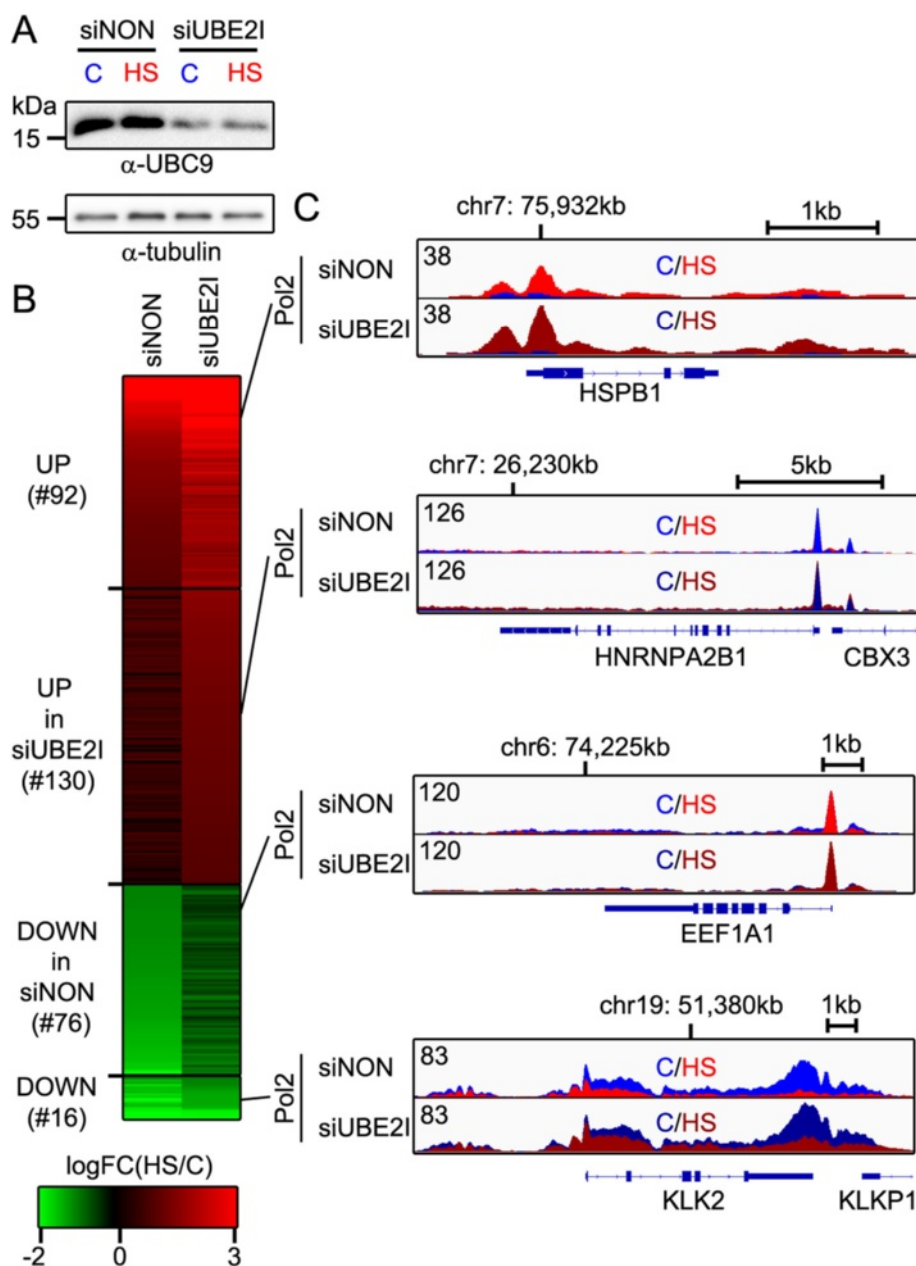 A
siNON siUBE2I
C HS C HS
kDa
15
α-UBC9
55
α-tubulin
B
siNON siUBE2I
UP
(#92)
UP
in
siUBE2I
(#130)
DOWN
in
siNON
(#76)
DOWN
(#16)
logFC(HS/C)
-2 0 3
C
chr7: 75,932kb 1kb
Pol2
siNON 38 C/HS
siUBE2I 38 C/HS
HSPB1
chr7: 26,230kb 5kb
Pol2
siNON 126 C/HS
siUBE2I 126 C/HS
HNRNPA2B1 CBX3
chr6: 74,225kb 1kb
Pol2
siNON 120 C/HS
siUBE2I 120 C/HS
EEF1A1
chr19: 51,380kb 1kb
Pol2
siNON 83 C/HS
siUBE2I 83 C/HS
KLK2 KLKP1